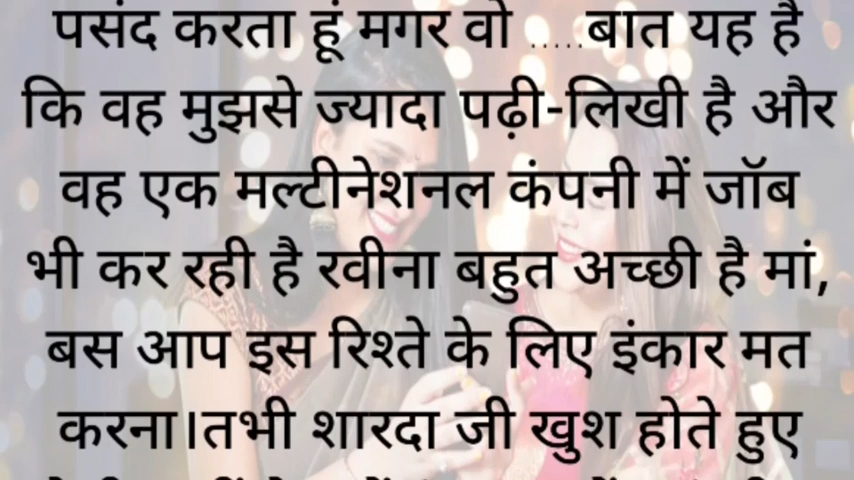 पसंद करता हूं मगर वो .....बात यह है
कि वह मुझसे ज्यादा पढ़ी-लिखी है और
वह एक मल्टीनेशनल कंपनी में जॉब
भी कर रही है रवीना बहुत अच्छी है मां,
बस आप इस रिश्ते के लिए इंकार मत
करना।तभी शारदा जी खुश होते हुए